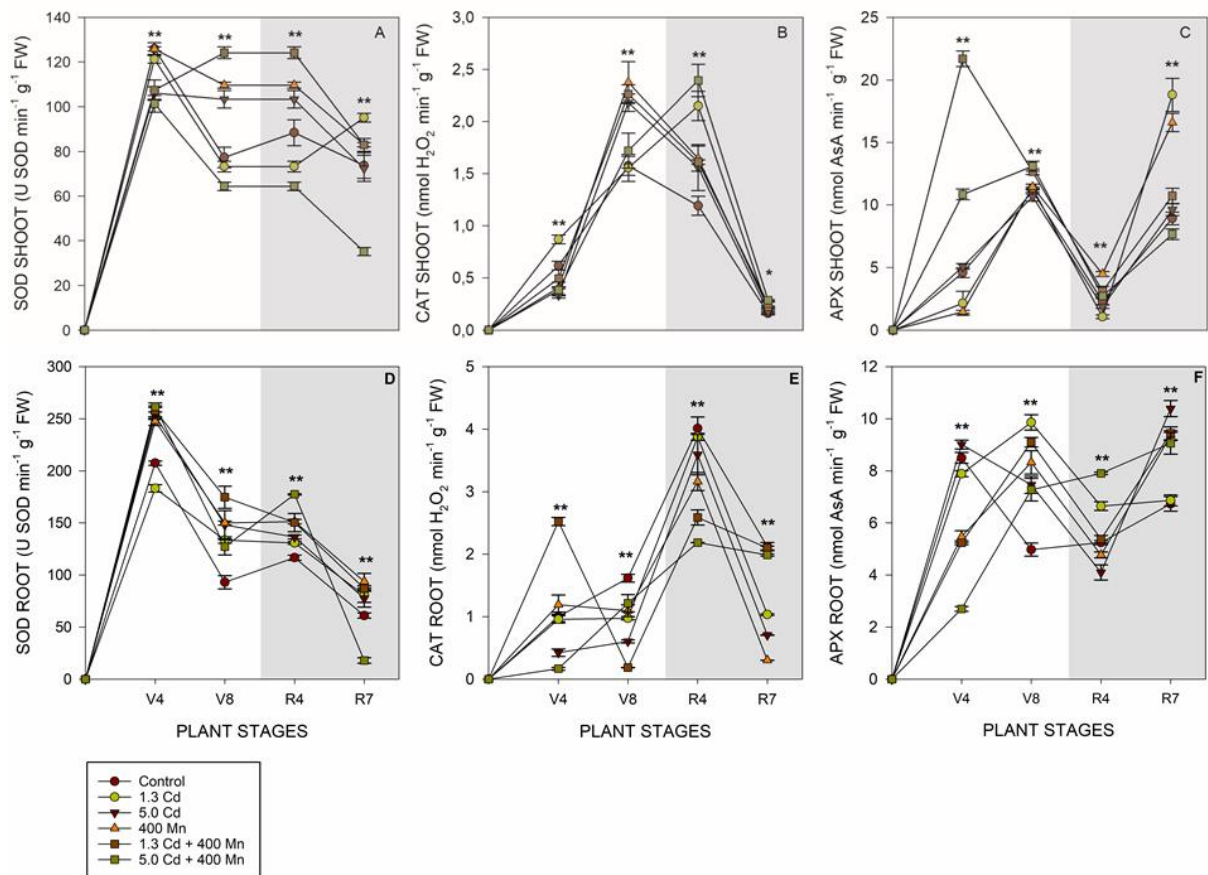 A
SOD SHOOT (U SOD min⁻¹ g⁻¹ FW)
140
120
100
80
60
40
20
0
** ** ** **
B
CAT SHOOT (nmol H₂O₂ min⁻¹ g⁻¹ FW)
3,0
2,5
2,0
1,5
1,0
0,5
0,0
** ** ** *
C
APX SHOOT (nmol AsA min⁻¹ g⁻¹ FW)
25
20
15
10
5
0
** ** ** **
D
SOD ROOT (U SOD min⁻¹ g⁻¹ FW)
300
250
200
150
100
50
0
** ** ** **
V4 V8 R4 R7
PLANT STAGES
E
CAT ROOT (nmol H₂O₂ min⁻¹ g⁻¹ FW)
5
4
3
2
1
0
** ** ** **
V4 V8 R4 R7
PLANT STAGES
F
APX ROOT (nmol AsA min⁻¹ g⁻¹ FW)
12
10
8
6
4
2
0
** ** ** **
V4 V8 R4 R7
PLANT STAGES
Control
1.3 Cd
5.0 Cd
400 Mn
1.3 Cd + 400 Mn
5.0 Cd + 400 Mn